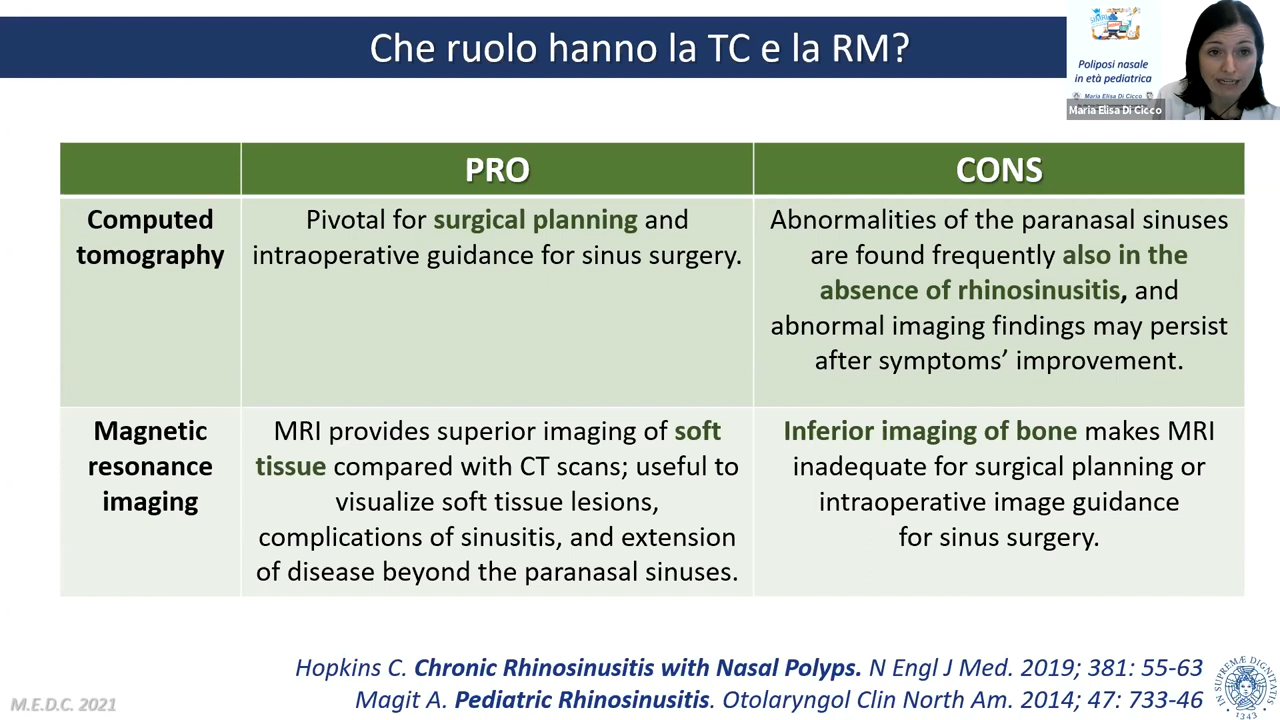 Che ruolo hanno la TC e la RM?
Poliposi nasale
in età pediatrica
Maria Elisa Di Cicco
Maria Elisa Di Cicco
PRO
CONS
Computed
tomography
Pivotal for surgical planning and
intraoperative guidance for sinus surgery.
Abnormalities of the paranasal sinuses
are found frequently also in the
absence of rhinosinusitis, and
abnormal imaging findings may persist
after symptoms’ improvement.
Magnetic
resonance
imaging
MRI provides superior imaging of soft
tissue compared with CT scans; useful to
visualize soft tissue lesions,
complications of sinusitis, and extension
of disease beyond the paranasal sinuses.
Inferior imaging of bone makes MRI
inadequate for surgical planning or
intraoperative image guidance
for sinus surgery.
Hopkins C. Chronic Rhinosinusitis with Nasal Polyps. N Engl J Med. 2019; 381: 55-63
Magit A. Pediatric Rhinosinusitis. Otolaryngol Clin North Am. 2014; 47: 733-46
M.E.D.C. 2021
IN SUPREMÆ DIGNITATIS
1343